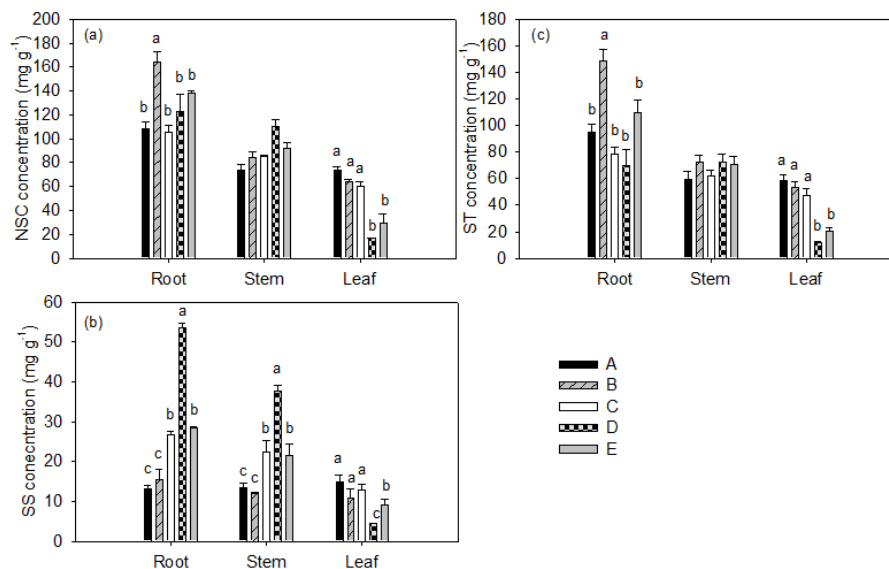 (a)
NSC concentration (mg g-1)
200
180
160
140
120
100
80
60
40
20
0
b a b b b
a a a b b
Root Stem Leaf
(c)
ST concentration (mg g-1)
180
160
140
120
100
80
60
40
20
0
b a b b b
a a a b b
Root Stem Leaf
(b)
SS conecntration (mg g-1)
60
50
40
30
20
10
0
c c b a b
c c b a b
a a a c b
Root Stem Leaf
A
B
C
D
E